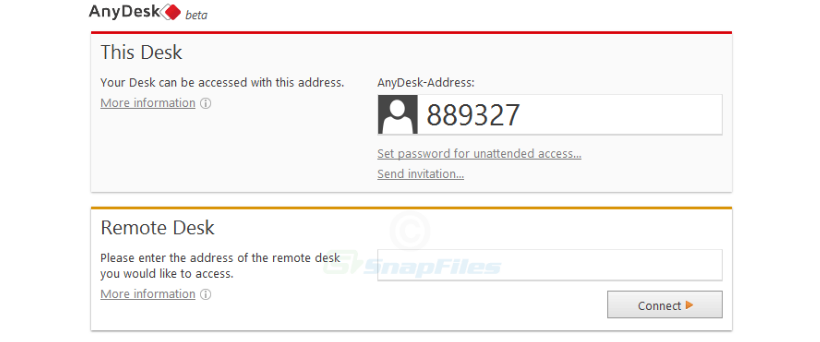 AnyDesk beta
This Desk
Your Desk can be accessed with this address.
More information
AnyDesk-Address:
889327
Set password for unattended access...
Send invitation...
Remote Desk
Please enter the address of the remote desk
you would like to access.
More information
© SnapFiles
Connect